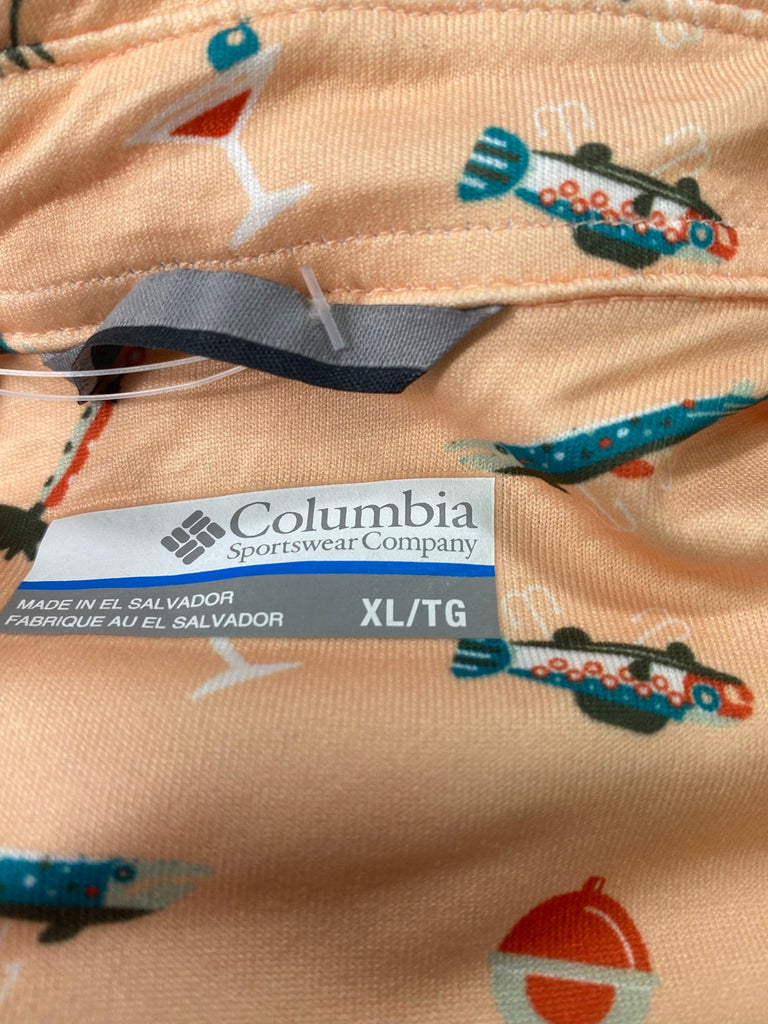 Columbia
Sportswear Company
MADE IN EL SALVADOR
FABRIQUE AU EL SALVADOR
XL/TG